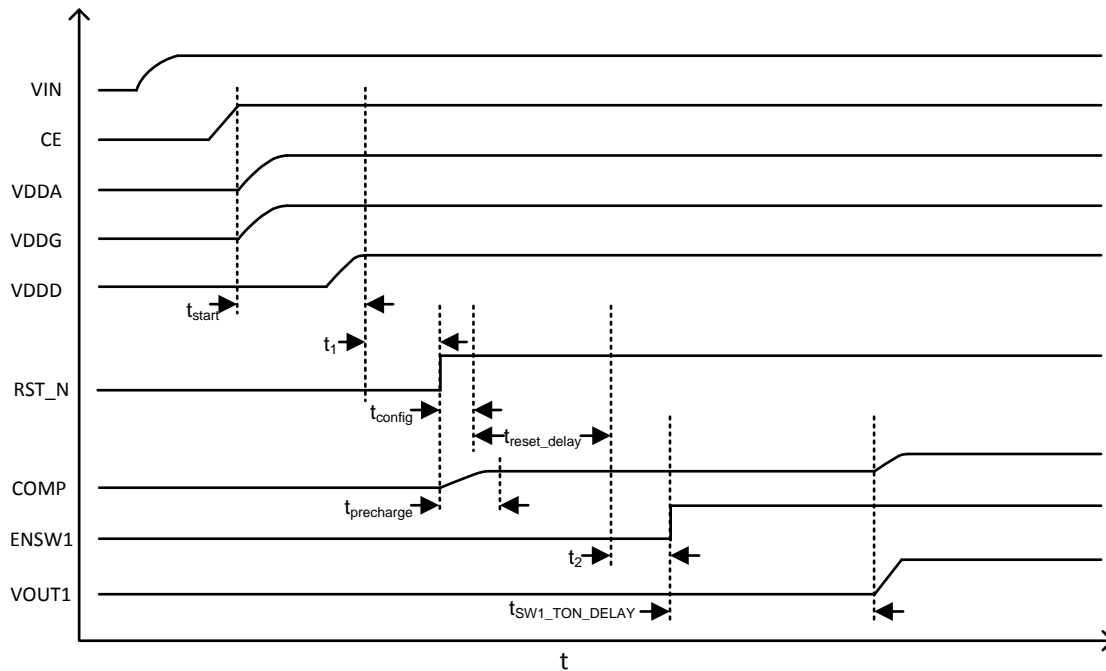 VIN
CE
VDDA
VDDG
VDDD
tstart
t1
RST_N
tconfig
treset_delay
COMP
tprecharge
ENSW1
t2
VOUT1
tSW1_TON_DELAY
t